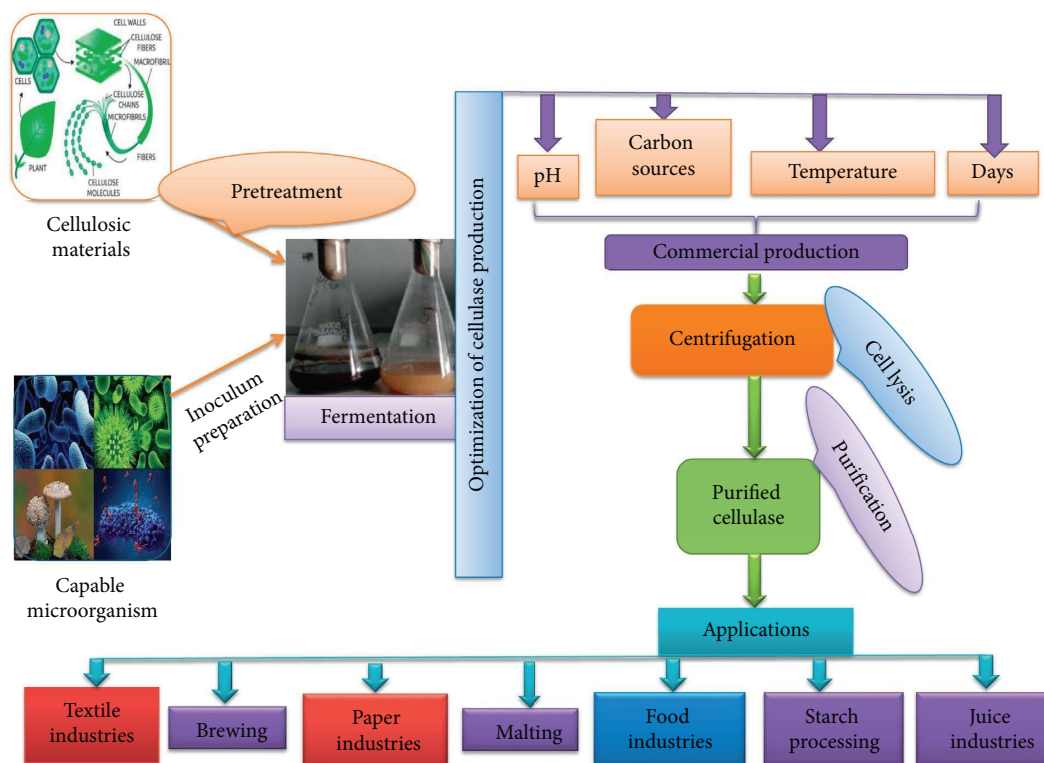 CELL WALLS
CELLULOSE
FIBERS
MACROFIBRIL
CELLS
CELLULOSE
CHAINS
MICROFIBRILS
FIBERS
PLANT
CELLULOSE
MOLECULES
Cellulosic
materials
Pretreatment
Inoculum
preparation
Capable
microorganism
Fermentation
Optimization of cellulase production
pH
Carbon
sources
Temperature
Days
Commercial production
Centrifugation
Cell lysis
Purification
Purified
cellulase
Applications
Textile
industries
Brewing
Paper
industries
Malting
Food
industries
Starch
processing
Juice
industries